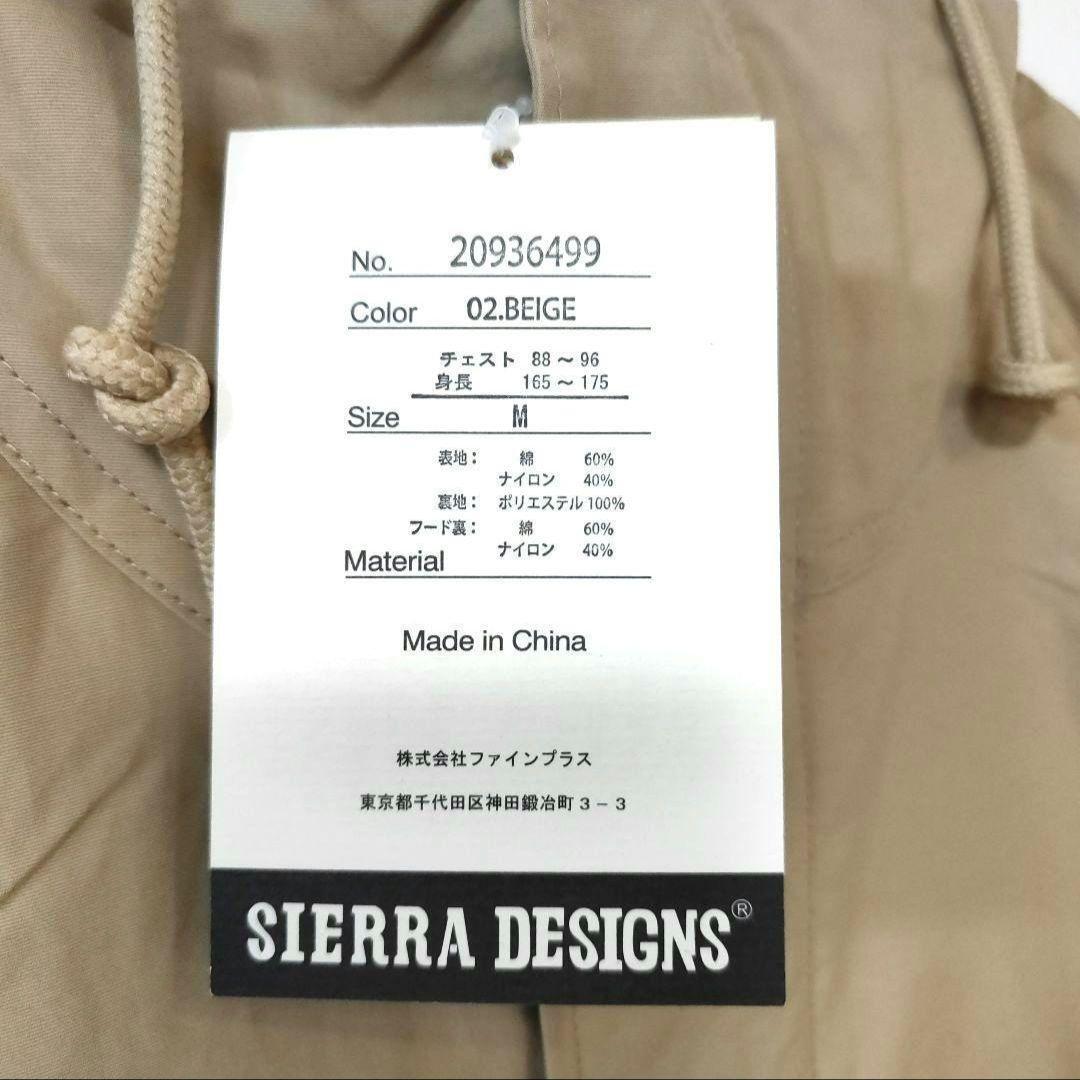 No. 20936499
Color 02.BEIGE
チェスト 88～96
身長 165～175
Size M
表地： 綿 60%
ナイロン 40%
裏地： ポリエステル 100%
フード裏： 綿 60%
ナイロン 40%
Material
Made in China
株式会社ファインプラス
東京都千代田区神田鍛冶町３－３
SIERRA DESIGNS®